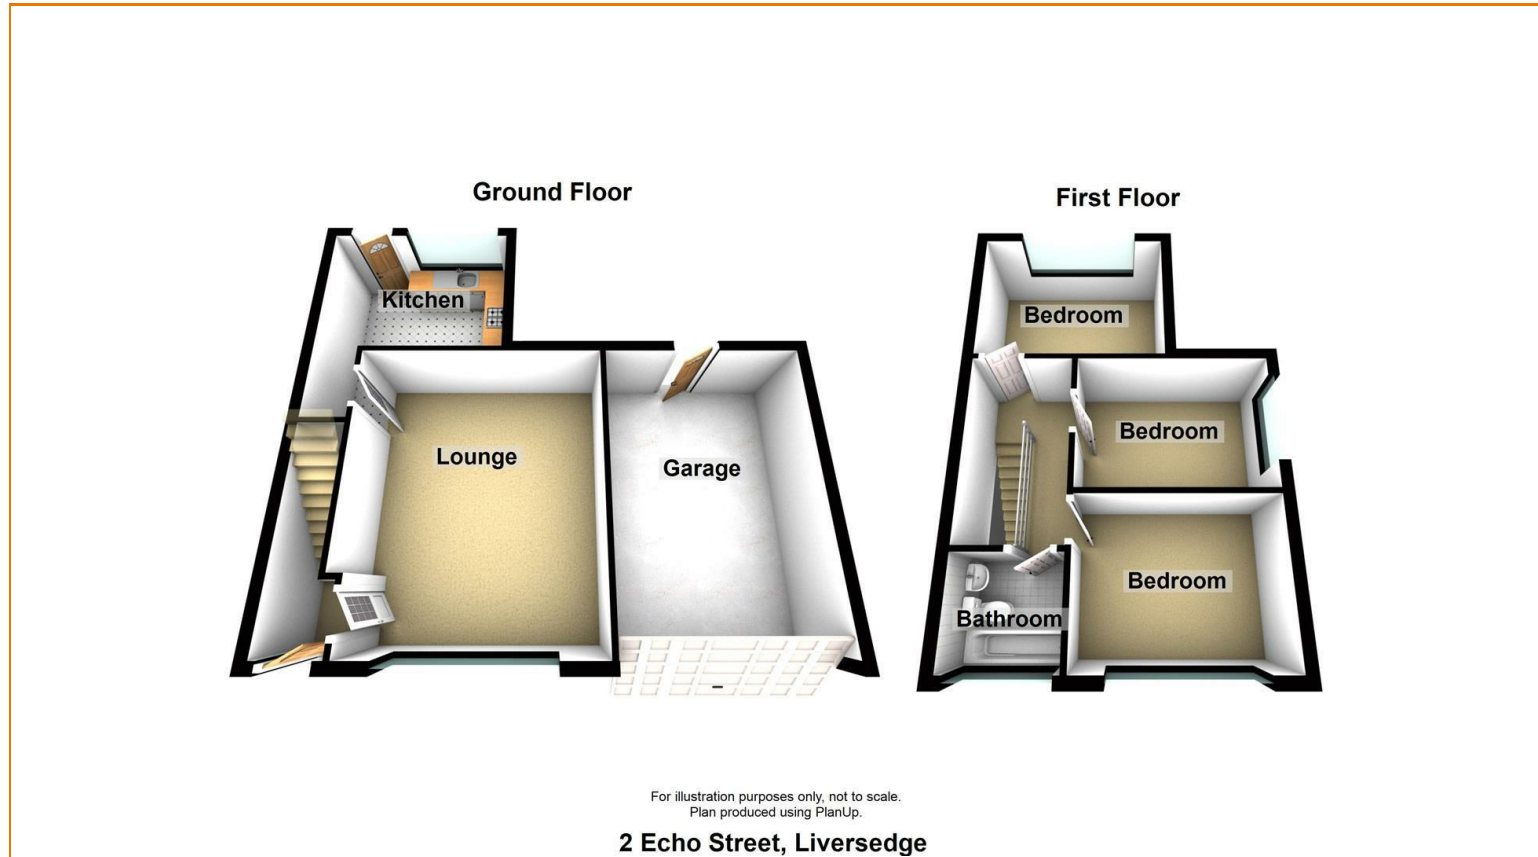 Ground Floor
First Floor
Kitchen
Bedroom
Bedroom
Lounge
Garage
Bedroom
Bathroom
For illustration purposes only, not to scale.
Plan produced using PlanUp.
2 Echo Street, Liversedge